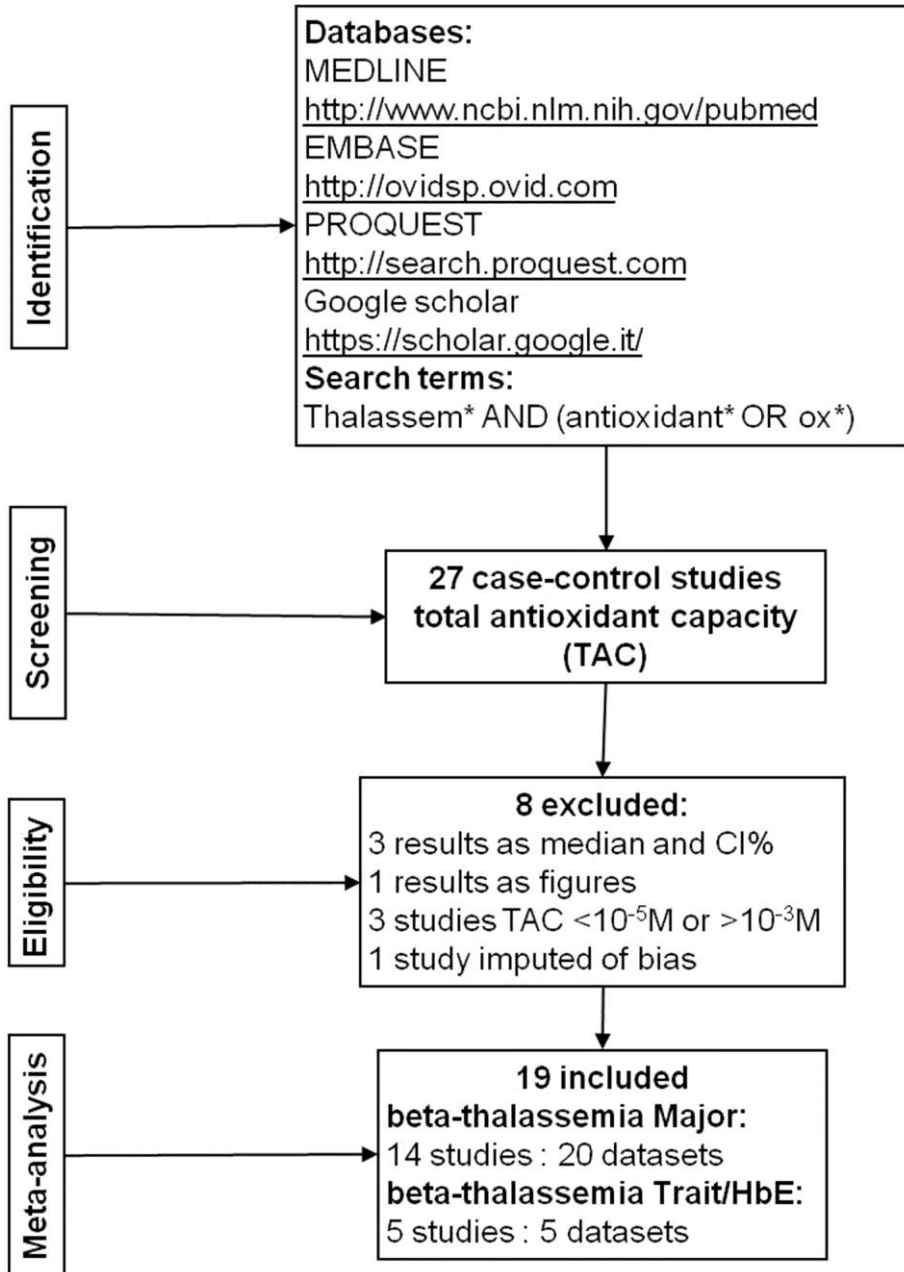 Identification
Databases:
MEDLINE
http://www.ncbi.nlm.nih.gov/pubmed
EMBASE
http://ovidsp.ovid.com
PROQUEST
http://search.proquest.com
Google scholar
https://scholar.google.it/
Search terms:
Thalassem* AND (antioxidant* OR ox*)
Screening
27 case-control studies
total antioxidant capacity
(TAC)
Eligibility
8 excluded:
3 results as median and CI%
1 results as figures
3 studies TAC <10⁻⁵M or >10⁻³M
1 study imputed of bias
Meta-analysis
19 included
beta-thalassemia Major:
14 studies : 20 datasets
beta-thalassemia Trait/HbE:
5 studies : 5 datasets